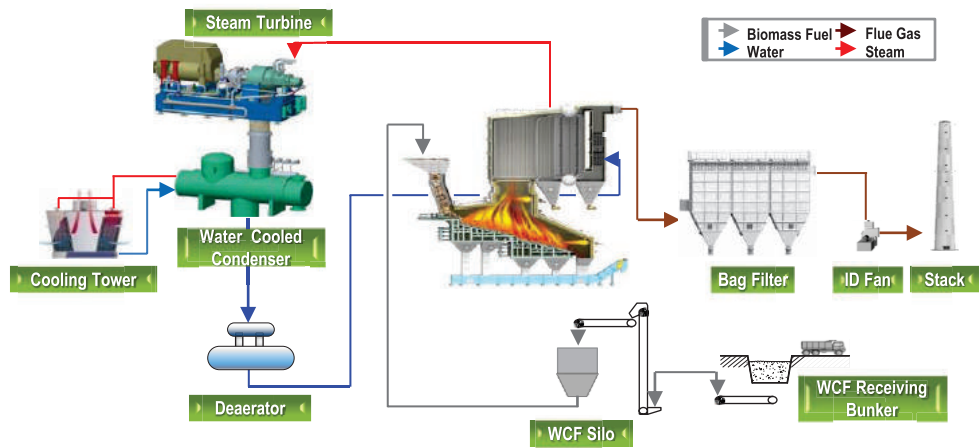 Steam Turbine
Biomass Fuel
Flue Gas
Water
Steam
Water Cooled
Condenser
Cooling Tower
Bag Filter
ID Fan
Stack
Deaerator
WCF Silo
WCF Receiving
Bunker